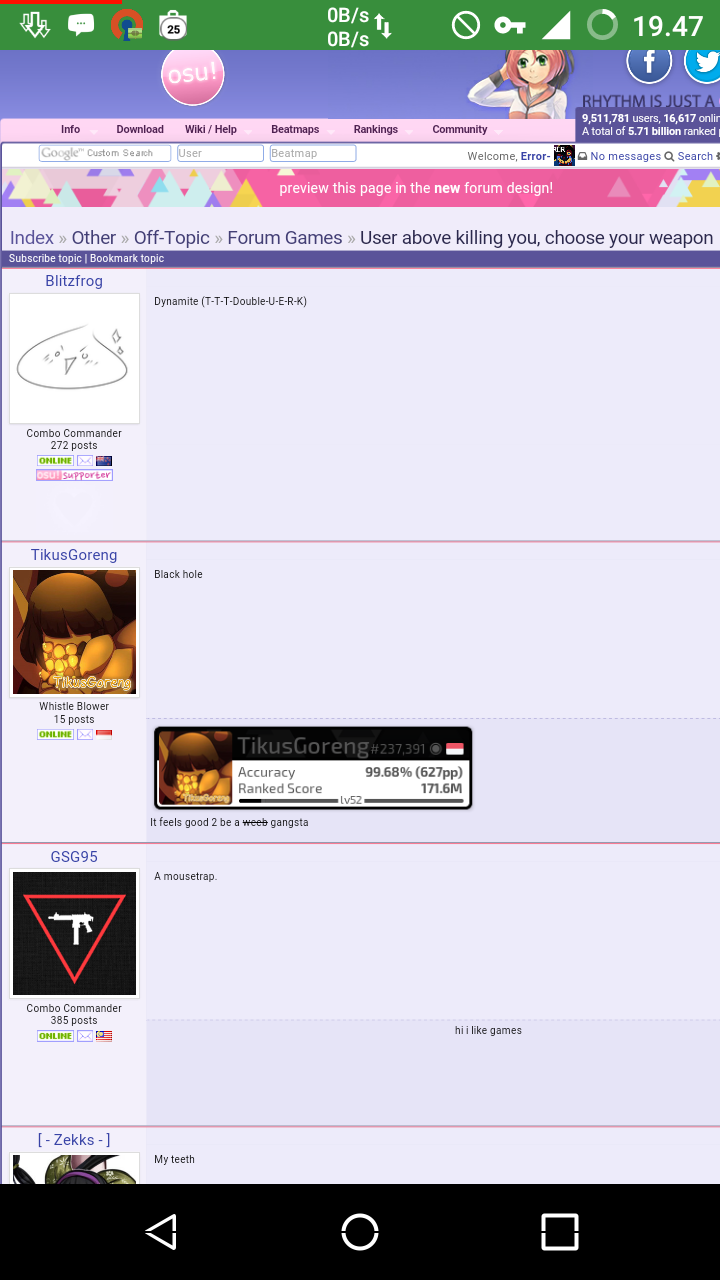 0B/s
0B/s
25
19.47
osu!
RHYTHM IS JUST A
9,511,781 users, 16,617 onlin
A total of 5.71 billion ranked
Info Download Wiki / Help Beatmaps Rankings Community
Google™ Custom Search User Beatmap Welcome, Error- No messages Search
preview this page in the new forum design!
Index » Other » Off-Topic » Forum Games » User above killing you, choose your weapon
Subscribe topic | Bookmark topic
Blitzfrog
Dynamite (T-T-T-Double-U-E-R-K)
Combo Commander
272 posts
ONLINE
osu! supporter
TikusGoreng
Black hole
TikusGoreng
Whistle Blower
15 posts
ONLINE
TikusGoreng #237,391
Accuracy 99.68% (627pp)
Ranked Score 171.6M
lv52
TikusGoreng
It feels good 2 be a weeb gangsta
GSG95
A mousetrap.
Combo Commander
385 posts
ONLINE
hi i like games
[ - Zekks - ]
My teeth